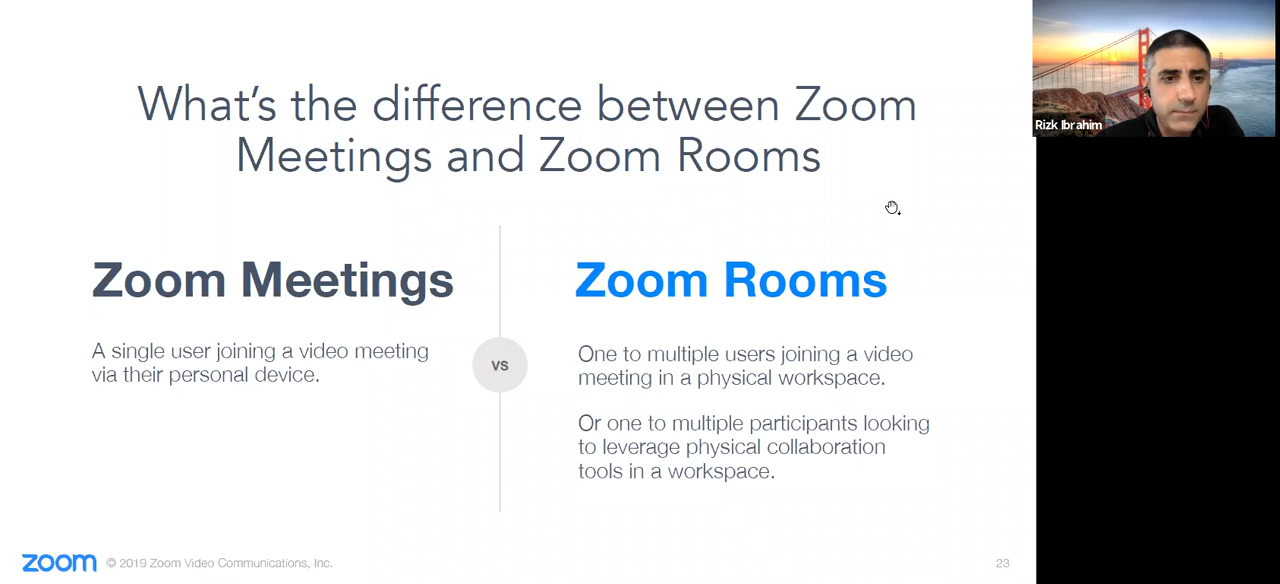 What's the difference between Zoom
Meetings and Zoom Rooms
Zoom Meetings
A single user joining a video meeting
via their personal device.
vs
Zoom Rooms
One to multiple users joining a video
meeting in a physical workspace.
Or one to multiple participants looking
to leverage physical collaboration
tools in a workspace.
zoom © 2019 Zoom Video Communications, Inc.
23
Rizk Ibrahim